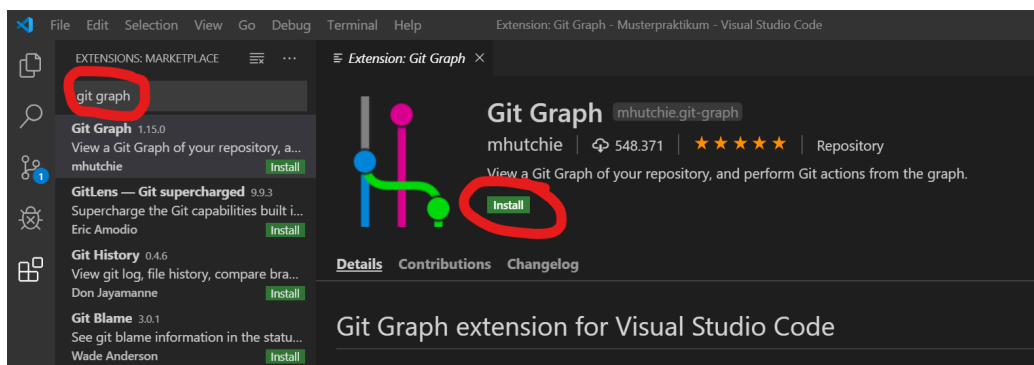 File Edit Selection View Go Debug Terminal Help Extension: Git Graph - Musterpraktikum - Visual Studio Code
EXTENSIONS: MARKETPLACE
git graph
Git Graph 1.15.0
View a Git Graph of your repository, a...
mhutchie Install
GitLens — Git supercharged 9.9.3
Supercharge the Git capabilities built i...
Eric Amodio Install
Git History 0.4.6
View git log, file history, compare bra...
Don Jayamanne Install
Git Blame 3.0.1
See git blame information in the statu...
Wade Anderson Install
1
Extension: Git Graph
Git Graph mhutchie.git-graph
mhutchie 548.371 Repository
View a Git Graph of your repository, and perform Git actions from the graph.
Install
Details Contributions Changelog
Git Graph extension for Visual Studio Code